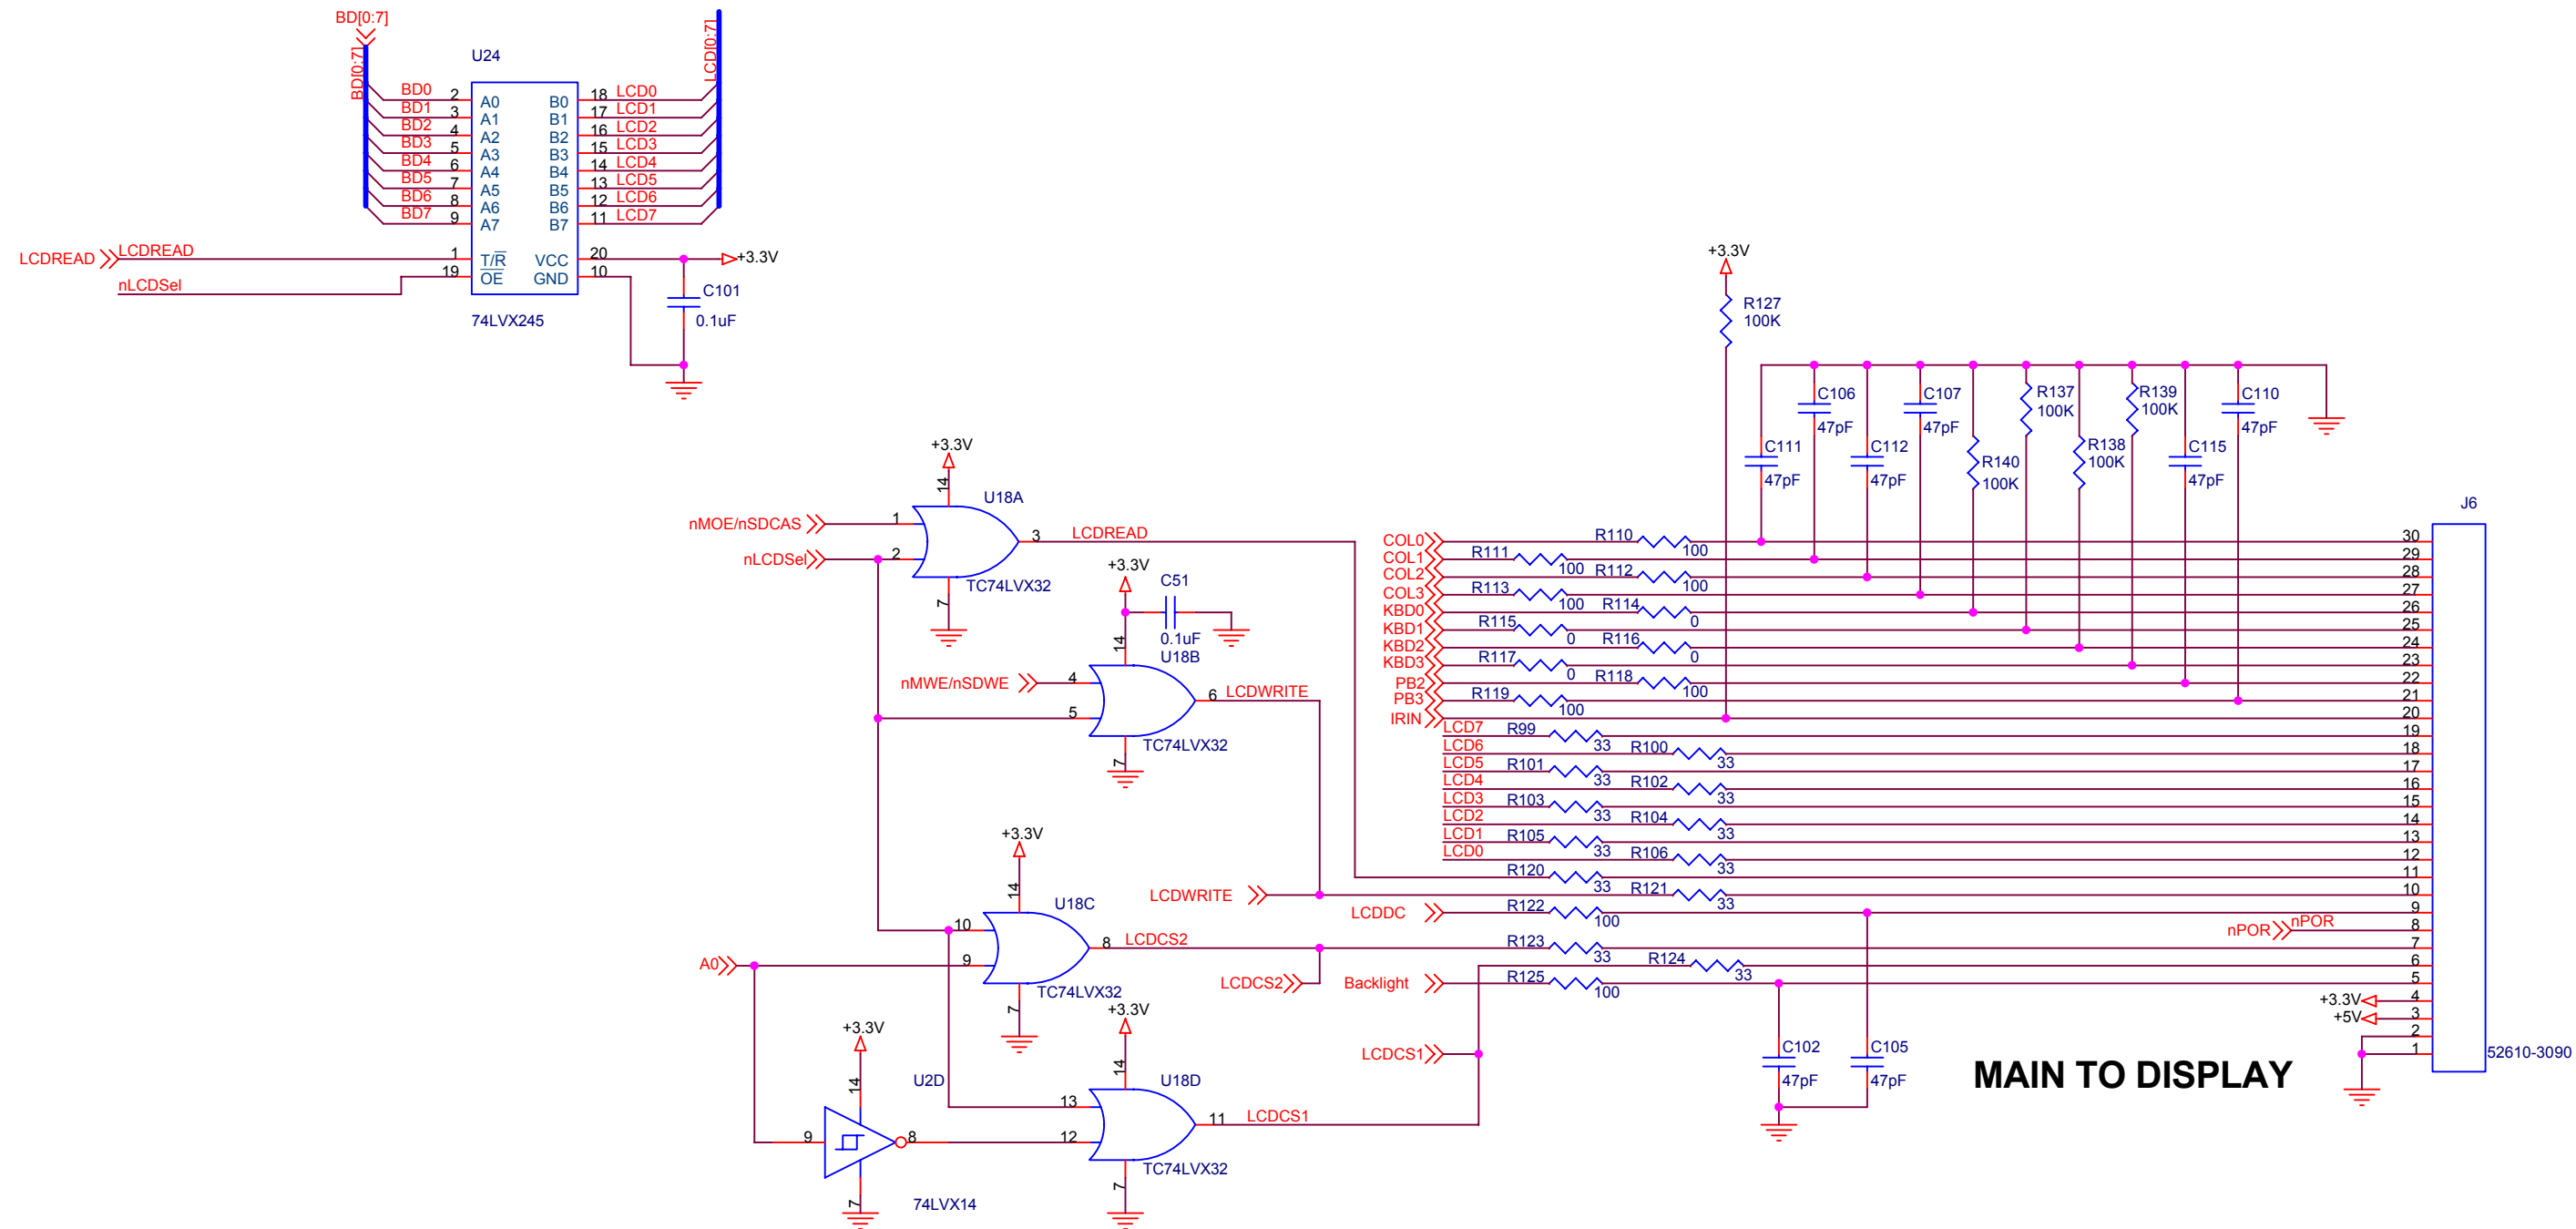 BD[0:7]
BD[0:7]
LCD[0:7]
U24
BD0 2 A0 B0 18 LCD0
BD1 3 A1 B1 17 LCD1
BD2 4 A2 B2 16 LCD2
BD3 5 A3 B3 15 LCD3
BD4 6 A4 B4 14 LCD4
BD5 7 A5 B5 13 LCD5
BD6 8 A6 B6 12 LCD6
BD7 9 A7 B7 11 LCD7
LCDREAD LCDREAD 1 T/R VCC 20 +3.3V
nLCDSel 19 OE GND 10
C101
0.1uF
74LVX245
+3.3V
14
U18A
nMOE/nSDCAS 1
nLCDSel 2
3 LCDREAD
TC74LVX32
7
+3.3V
C51
0.1uF
14
U18B
nMWE/nSDWE 4
5
6 LCDWRITE
TC74LVX32
7
+3.3V
14
U18C
10
A0 9
8 LCDCS2
TC74LVX32
7
+3.3V
14
U2D
9
8
7
74LVX14
+3.3V
14
U18D
13
12
11 LCDCS1
TC74LVX32
7
+3.3V
R127
100K
C106
47pF
C107
47pF
R137
100K
R139
100K
C110
47pF
C111
47pF
C112
47pF
R140
100K
R138
100K
C115
47pF
J6
COL0 R110 100 30
COL1 R111 100 29
COL2 R112 100 28
COL3 R113 100 27
KBD0 R114 0 26
KBD1 R115 0 25
KBD2 R116 0 24
KBD3 R117 0 23
PB2 R118 100 22
PB3 R119 100 21
IRIN 20
LCD7 R99 33 19
LCD6 R100 33 18
LCD5 R101 33 17
LCD4 R102 33 16
LCD3 R103 33 15
LCD2 R104 33 14
LCD1 R105 33 13
LCD0 R106 33 12
R120 33 11
LCDWRITE R121 33 10
LCDDC R122 100 9
nPOR nPOR 8
R123 33 7
LCDCS2
R124 33 6
Backlight R125 100 5
+3.3V 4
+5V 3
2
1
LCDCS1
C102
47pF
C105
47pF
52610-3090
MAIN TO DISPLAY